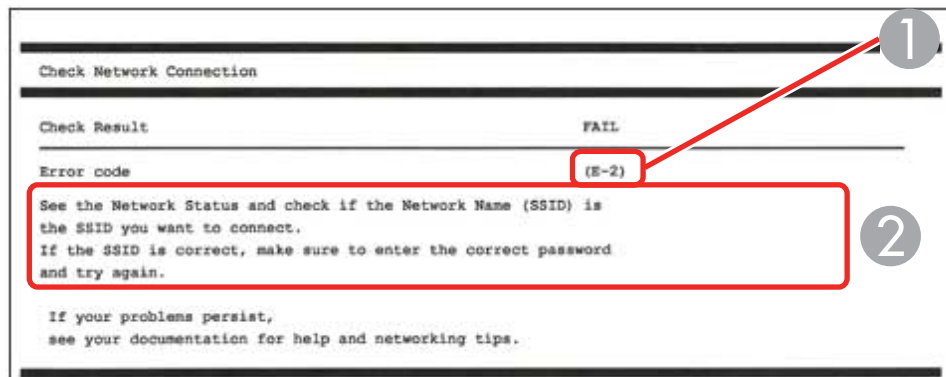 1
Check Network Connection
Check Result FAIL
Error code (E-2)
See the Network Status and check if the Network Name (SSID) is
the SSID you want to connect.
If the SSID is correct, make sure to enter the correct password
and try again.
2
If your problems persist,
see your documentation for help and networking tips.